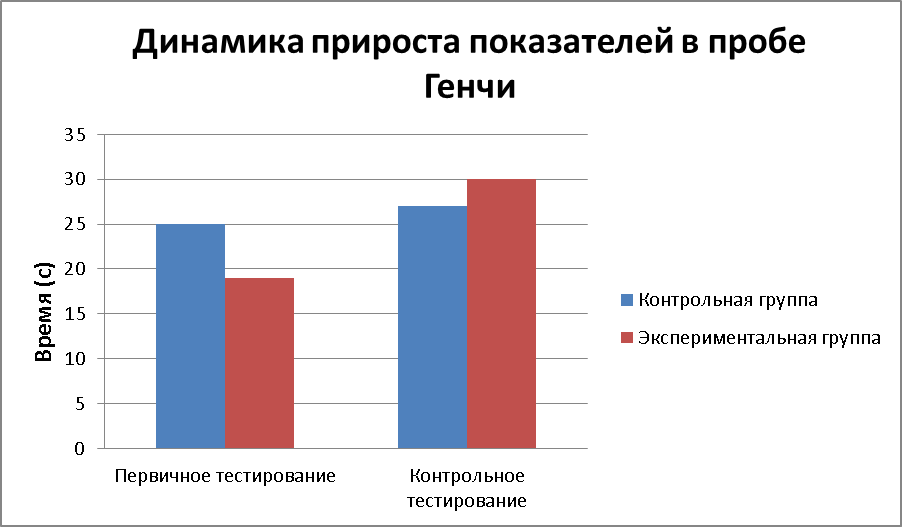 Динамика прироста показателей в пробе
Генчи
35
30
25
20
15
10
5
0
Время (с)
Первичное тестирование
Контрольное
тестирование
Контрольная группа
Экспериментальная группа